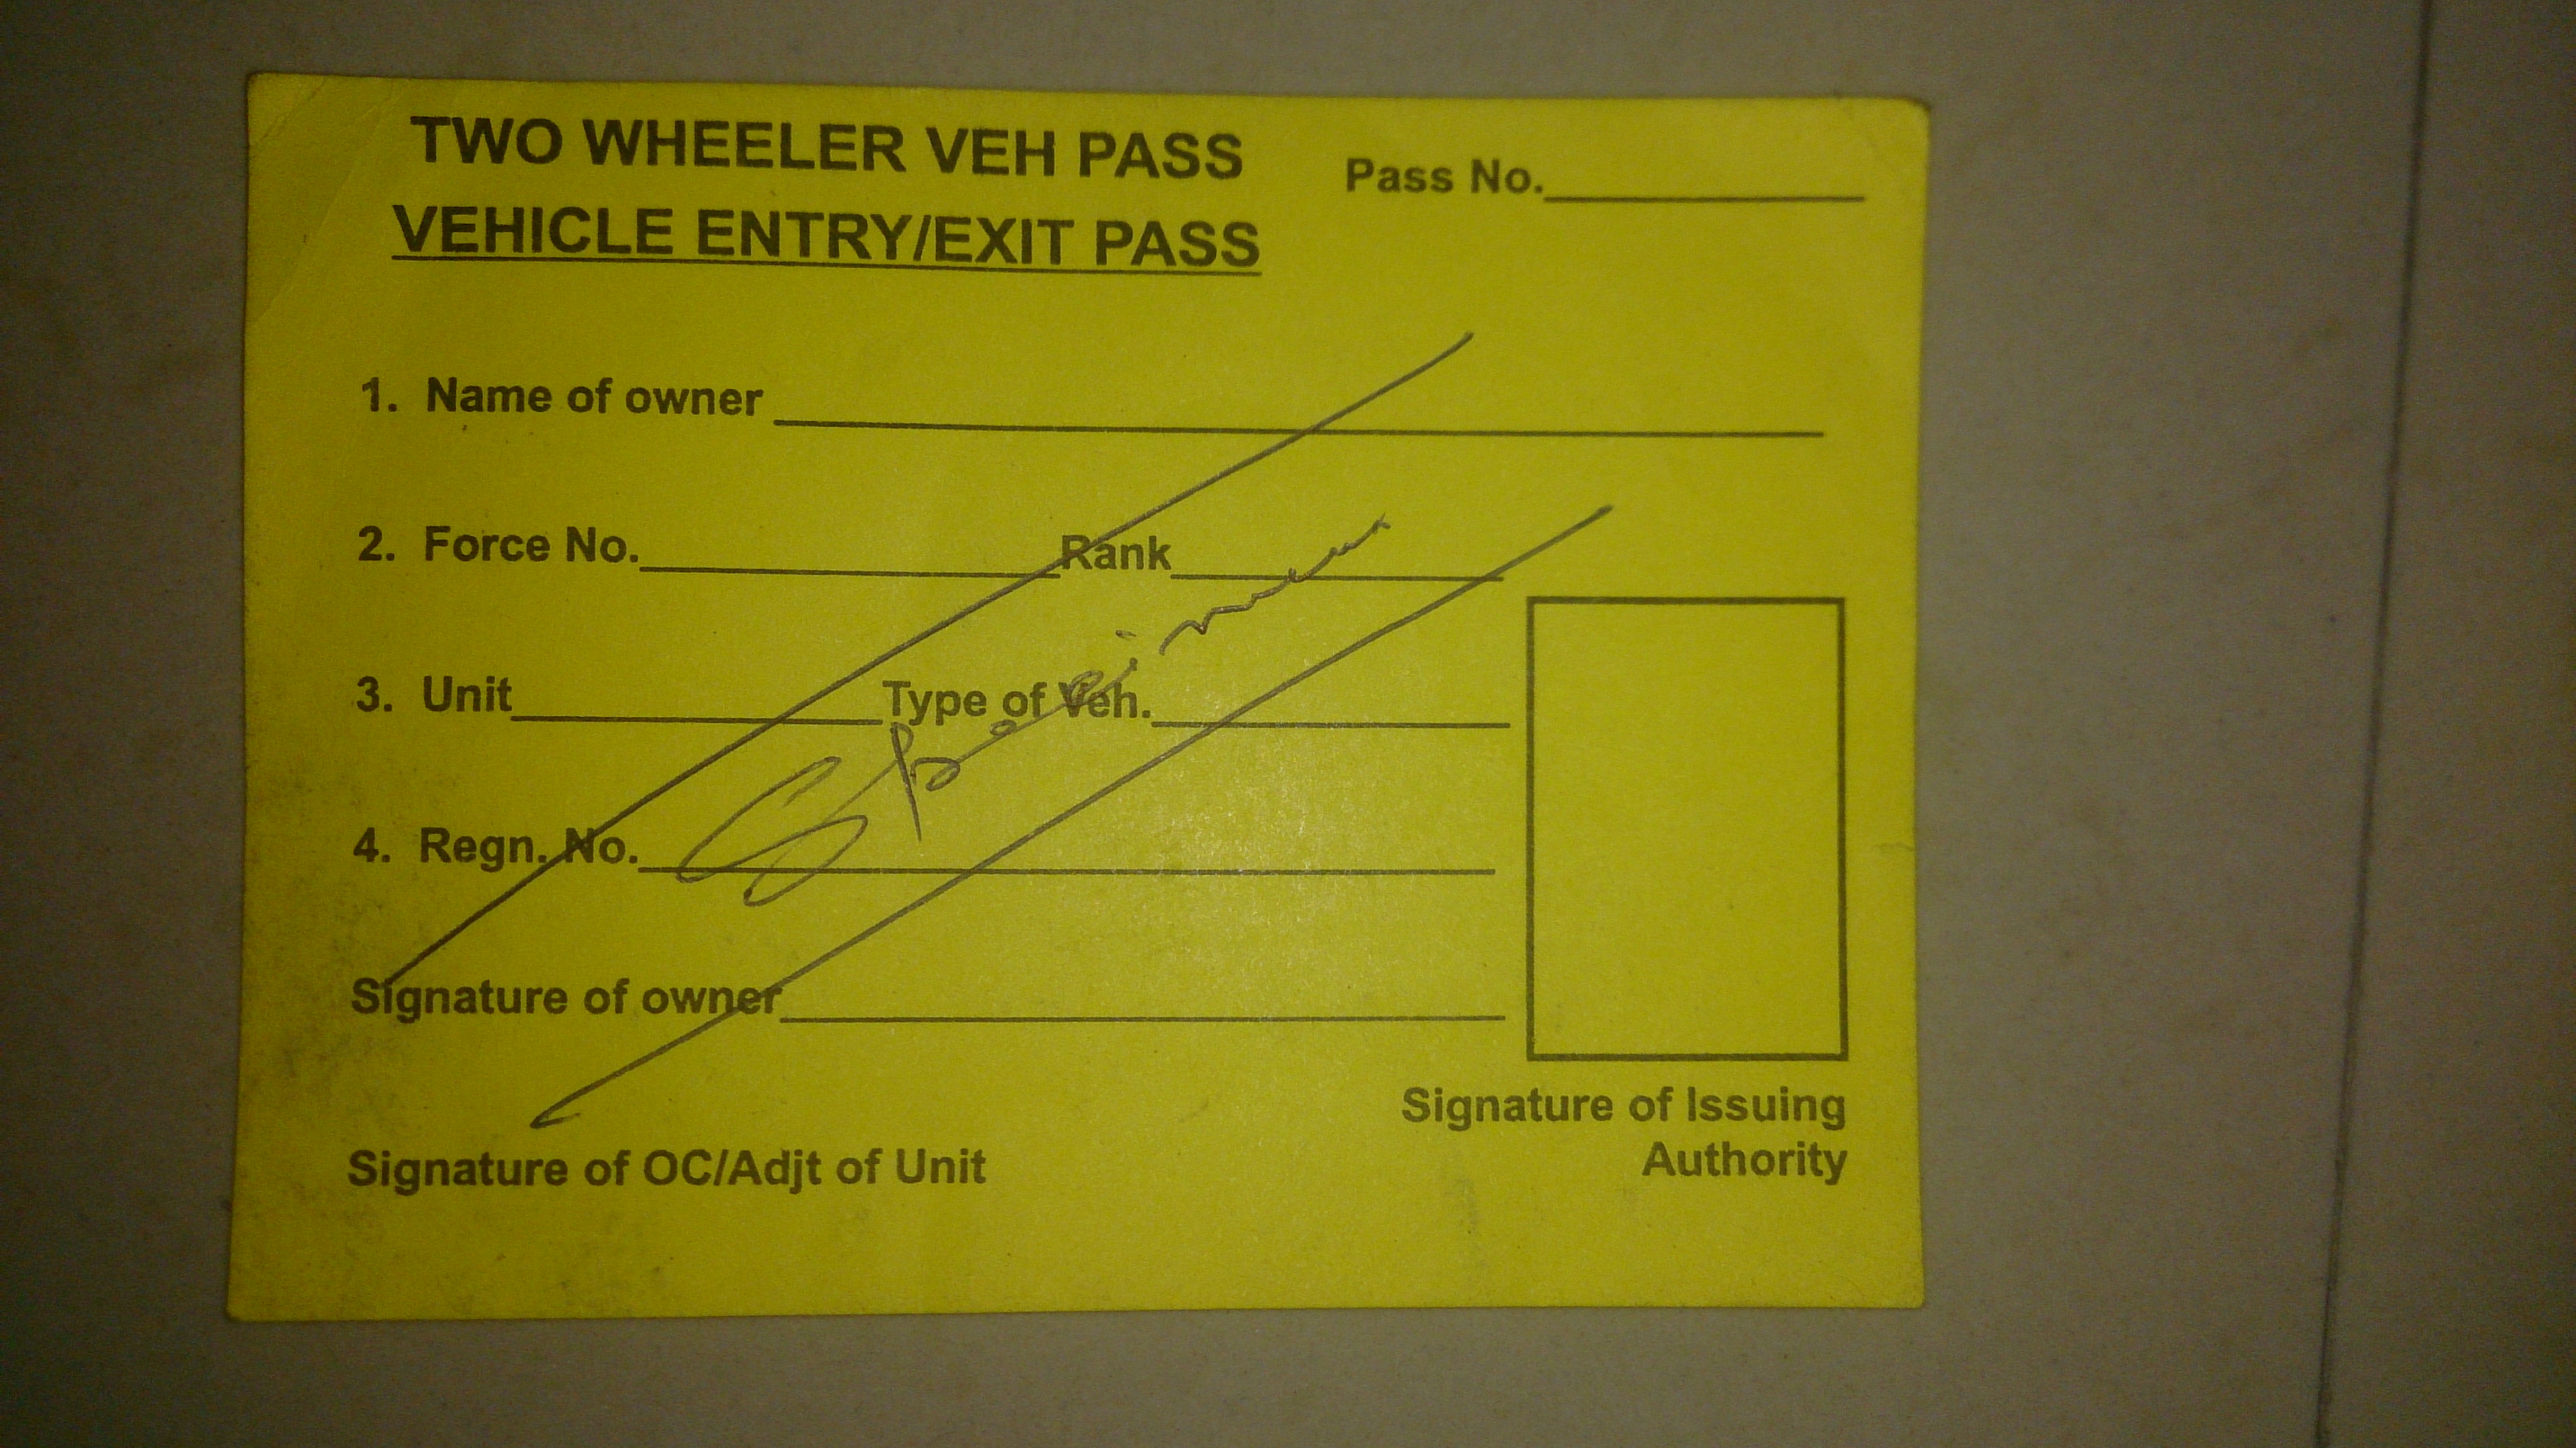 TWO WHEELER VEH PASS
Pass No.
VEHICLE ENTRY/EXIT PASS
1. Name of owner
2. Force No. Rank
3. Unit Type of Veh.
4. Regn. No.
Signature of owner
Signature of OC/Adjt of Unit
Signature of Issuing
Authority